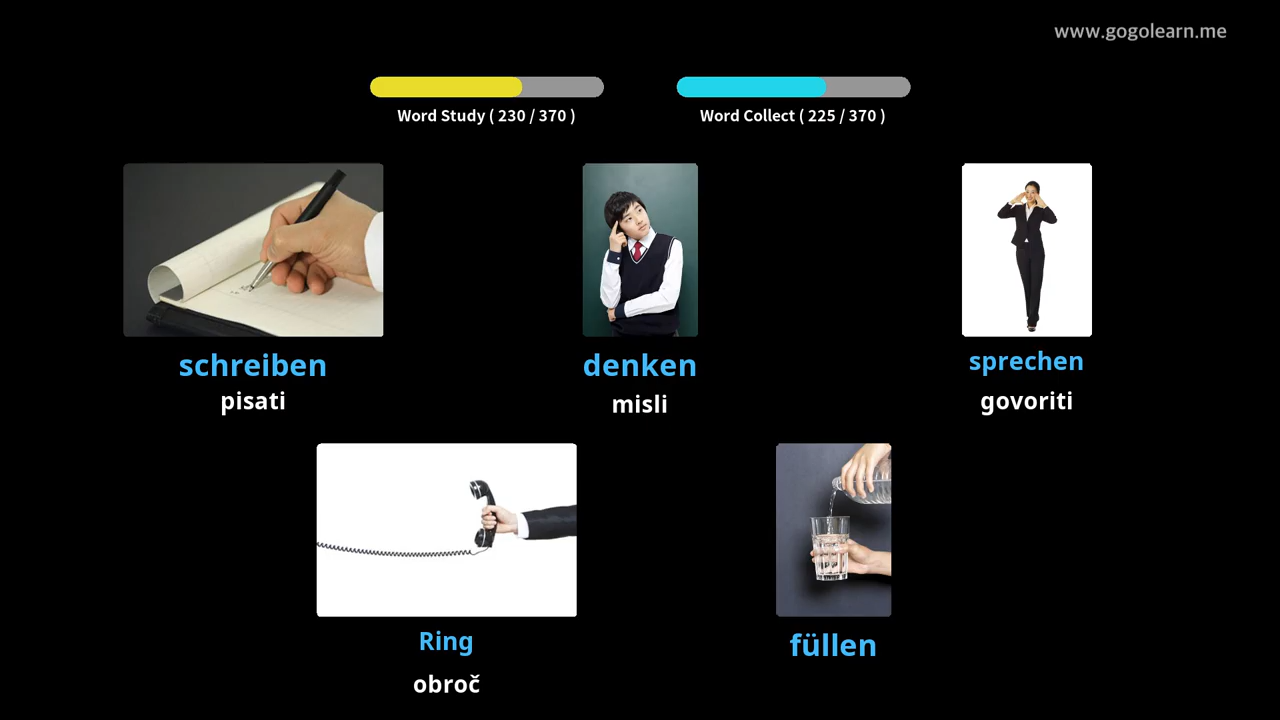 www.gogolearn.me
Word Study ( 230 / 370 )
Word Collect ( 225 / 370 )
schreiben
pisati
denken
misli
sprechen
govoriti
Ring
obroč
füllen